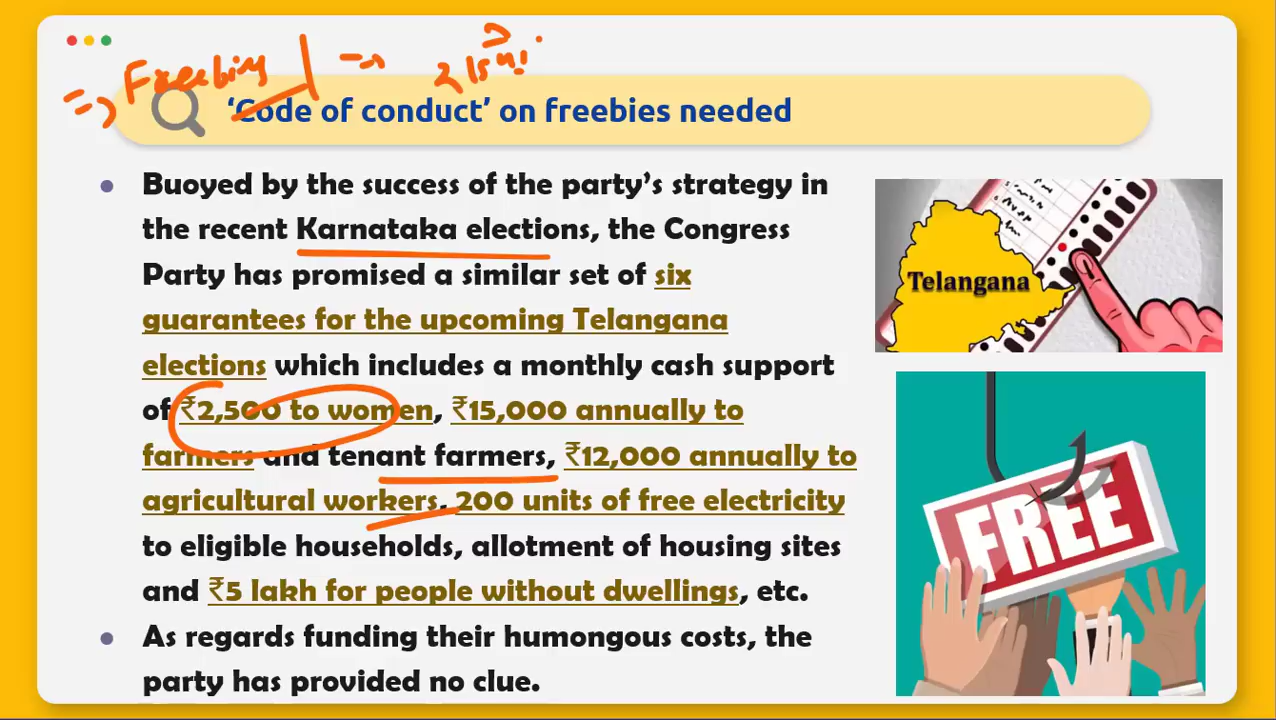 Freebies
'Code of conduct' on freebies needed
Buoyed by the success of the party's strategy in
the recent Karnataka elections, the Congress
Party has promised a similar set of six
guarantees for the upcoming Telangana
elections which includes a monthly cash support
of ₹2,500 to women, ₹15,000 annually to
farmers and tenant farmers, ₹12,000 annually to
agricultural workers, 200 units of free electricity
to eligible households, allotment of housing sites
and ₹5 lakh for people without dwellings, etc.
As regards funding their humongous costs, the
party has provided no clue.
Telangana
FREE